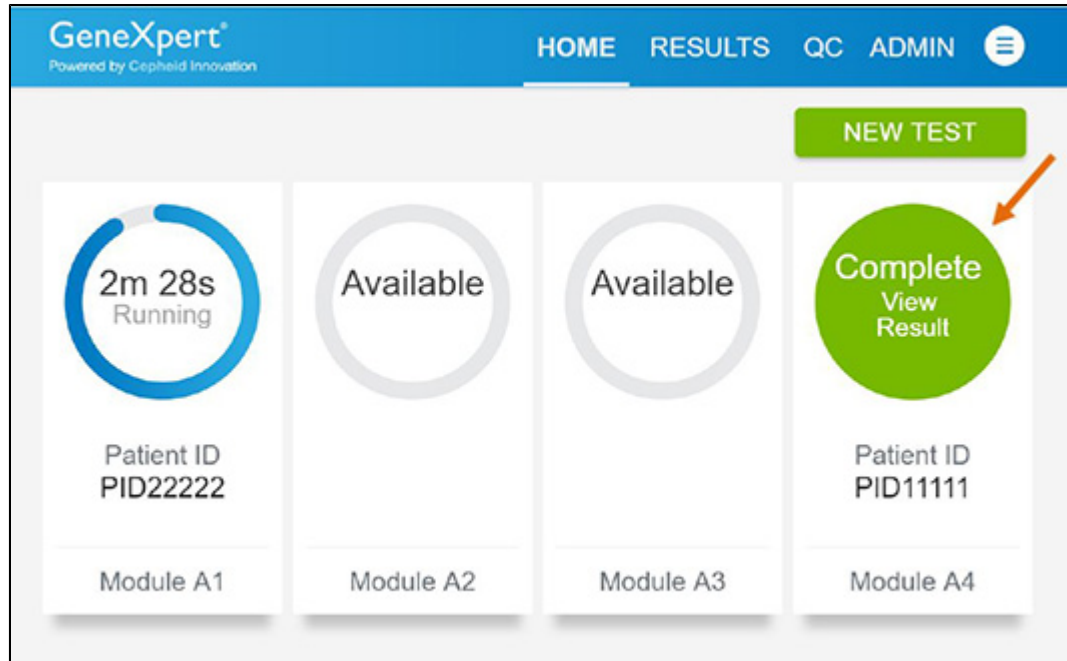 GeneXpert®
Powered by Cepheid Innovation
HOME RESULTS QC ADMIN
NEW TEST
2m 28s
Running
Patient ID
PID22222
Module A1
Available
Module A2
Available
Module A3
Complete
View
Result
Patient ID
PID11111
Module A4